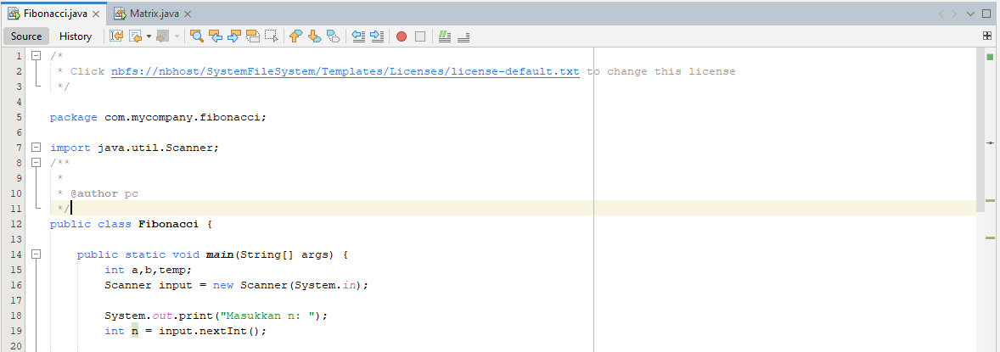 Fibonacci.java Matrix.java
Source History
1 /*
2 * Click nbfs://nbhost/SystemFileSystem/Templates/Licenses/license-default.txt to change this license
3 */
4
5 package com.mycompany.fibonacci;
6
7 import java.util.Scanner;
8 /**
9 *
10 * @author pc
11 */
12 public class Fibonacci {
13
14 public static void main(String[] args) {
15 int a,b,temp;
16 Scanner input = new Scanner(System.in);
17
18 System.out.print("Masukkan n: ");
19 int n = input.nextInt();
20